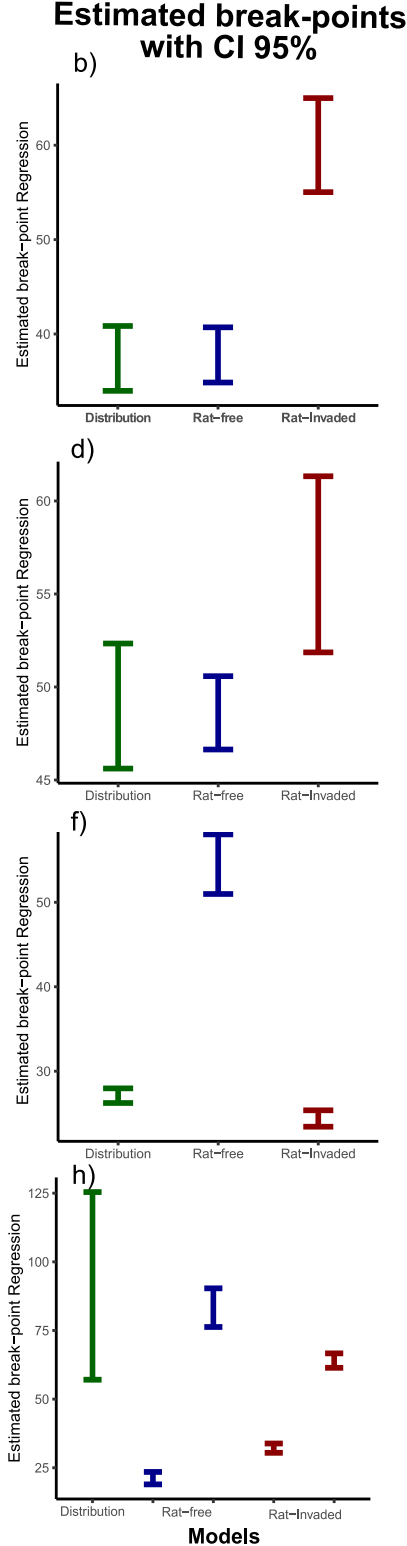 Estimated break-points
with CI 95%
b)
Estimated break−point Regression
60
50
40
Distribution Rat−free Rat−Invaded
d)
Estimated break−point Regression
60
55
50
45
Distribution Rat−free Rat−Invaded
f)
Estimated break−point Regression
50
40
30
Distribution Rat−free Rat−Invaded
h)
Estimated break−point Regression
125
100
75
50
25
Distribution Rat−free Rat−Invaded
Models